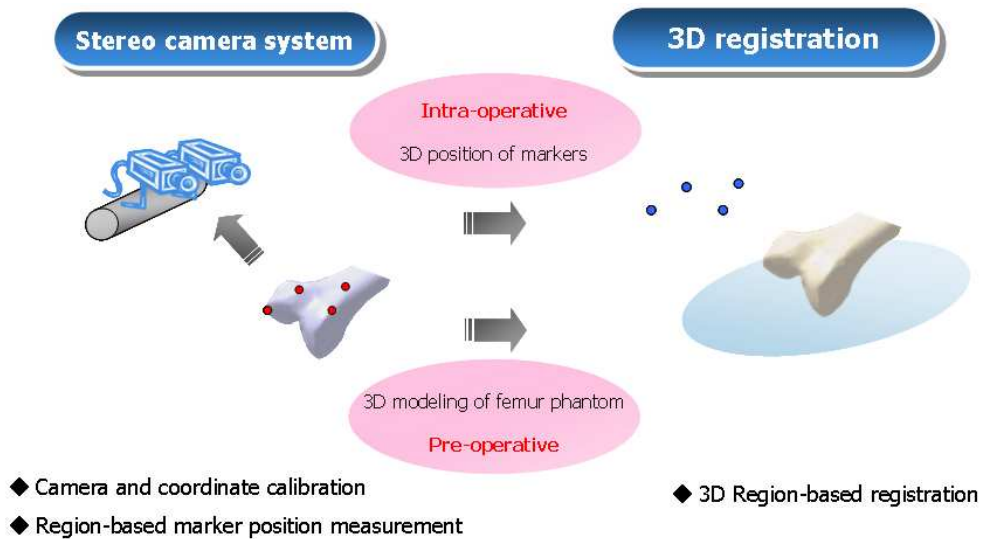 Stereo camera system
3D registration
Intra-operative
3D position of markers
3D modeling of femur phantom
Pre-operative
◆ Camera and coordinate calibration
◆ Region-based marker position measurement
◆ 3D Region-based registration